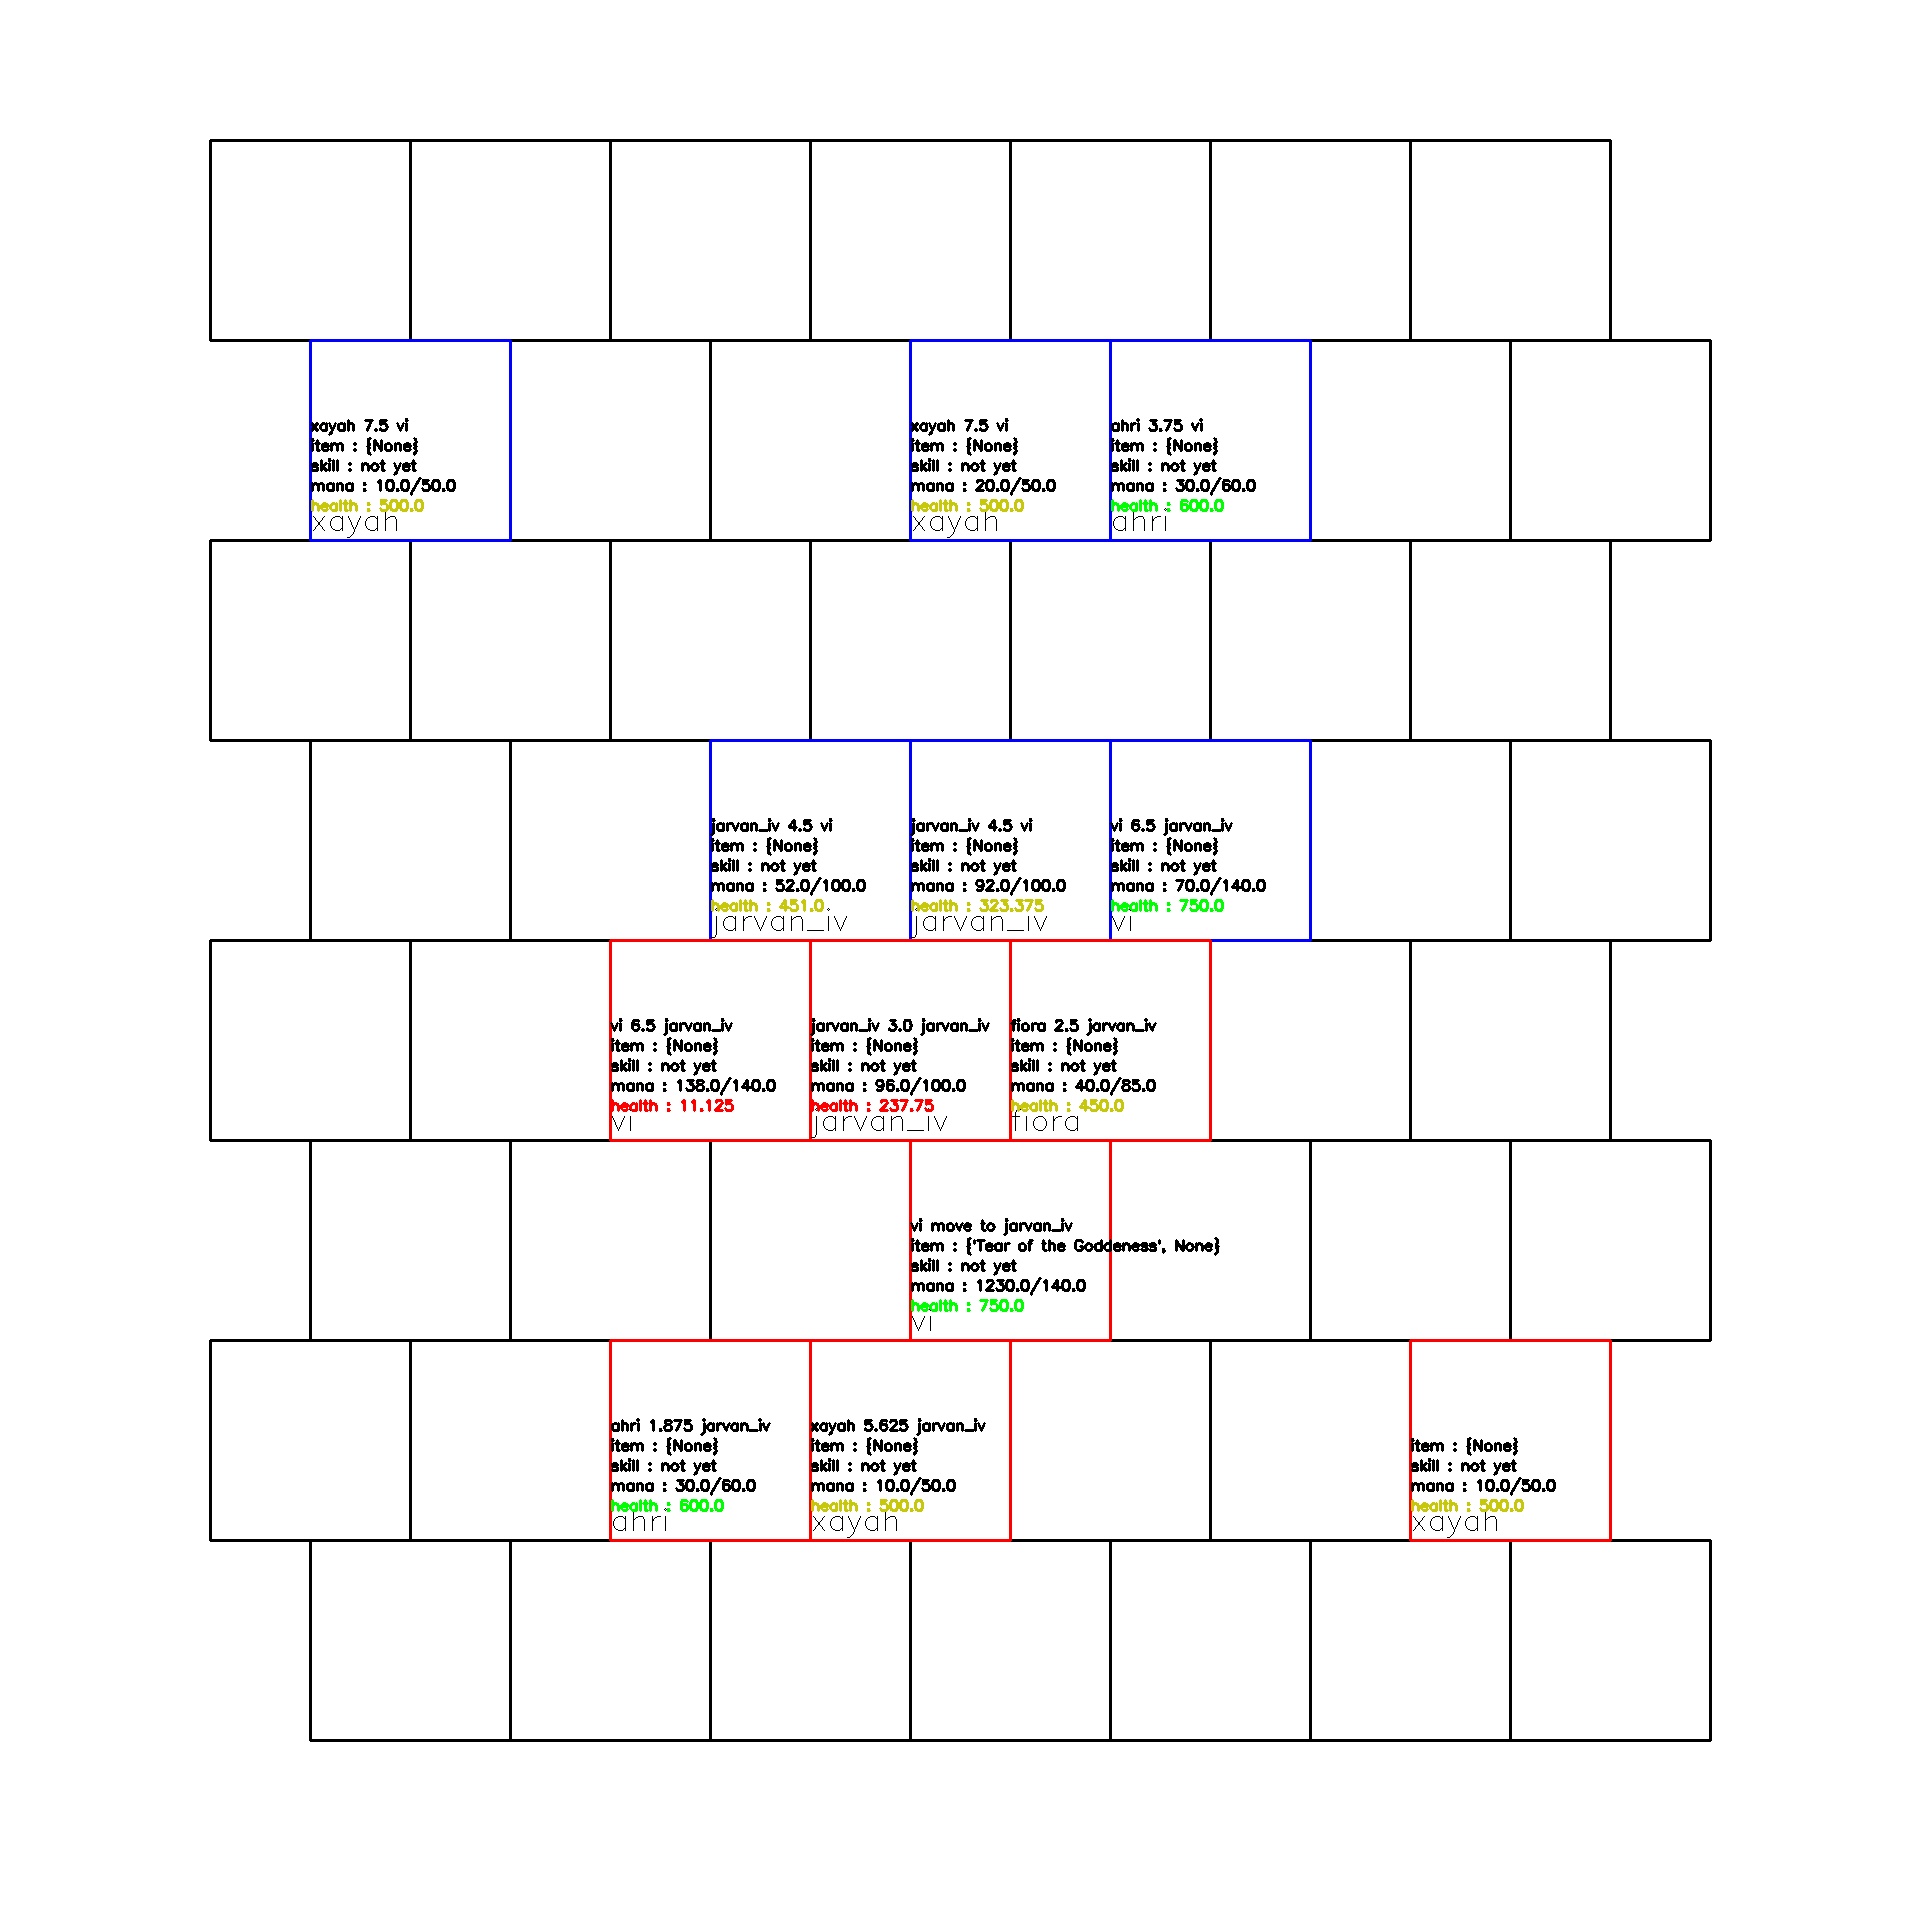 xayah 7.5 vi
item : {None}
skill : not yet
mana : 10.0/50.0
health : 500.0
xayah
xayah 7.5 vi
item : {None}
skill : not yet
mana : 20.0/50.0
health : 500.0
xayah
ahri 3.75 vi
item : {None}
skill : not yet
mana : 30.0/60.0
health : 600.0
ahri
jarvan_iv 4.5 vi
item : {None}
skill : not yet
mana : 52.0/100.0
health : 451.0
jarvan_iv
jarvan_iv 4.5 vi
item : {None}
skill : not yet
mana : 92.0/100.0
health : 323.375
jarvan_iv
vi 6.5 jarvan_iv
item : {None}
skill : not yet
mana : 70.0/140.0
health : 750.0
vi
vi 6.5 jarvan_iv
item : {None}
skill : not yet
mana : 138.0/140.0
health : 11.125
vi
jarvan_iv 3.0 jarvan_iv
item : {None}
skill : not yet
mana : 96.0/100.0
health : 237.75
jarvan_iv
fiora 2.5 jarvan_iv
item : {None}
skill : not yet
mana : 40.0/85.0
health : 450.0
fiora
vi move to jarvan_iv
item : {'Tear of the Goddeness', None}
skill : not yet
mana : 1230.0/140.0
health : 750.0
vi
ahri 1.875 jarvan_iv
item : {None}
skill : not yet
mana : 30.0/60.0
health : 600.0
ahri
xayah 5.625 jarvan_iv
item : {None}
skill : not yet
mana : 10.0/50.0
health : 500.0
xayah
item : {None}
skill : not yet
mana : 10.0/50.0
health : 500.0
xayah